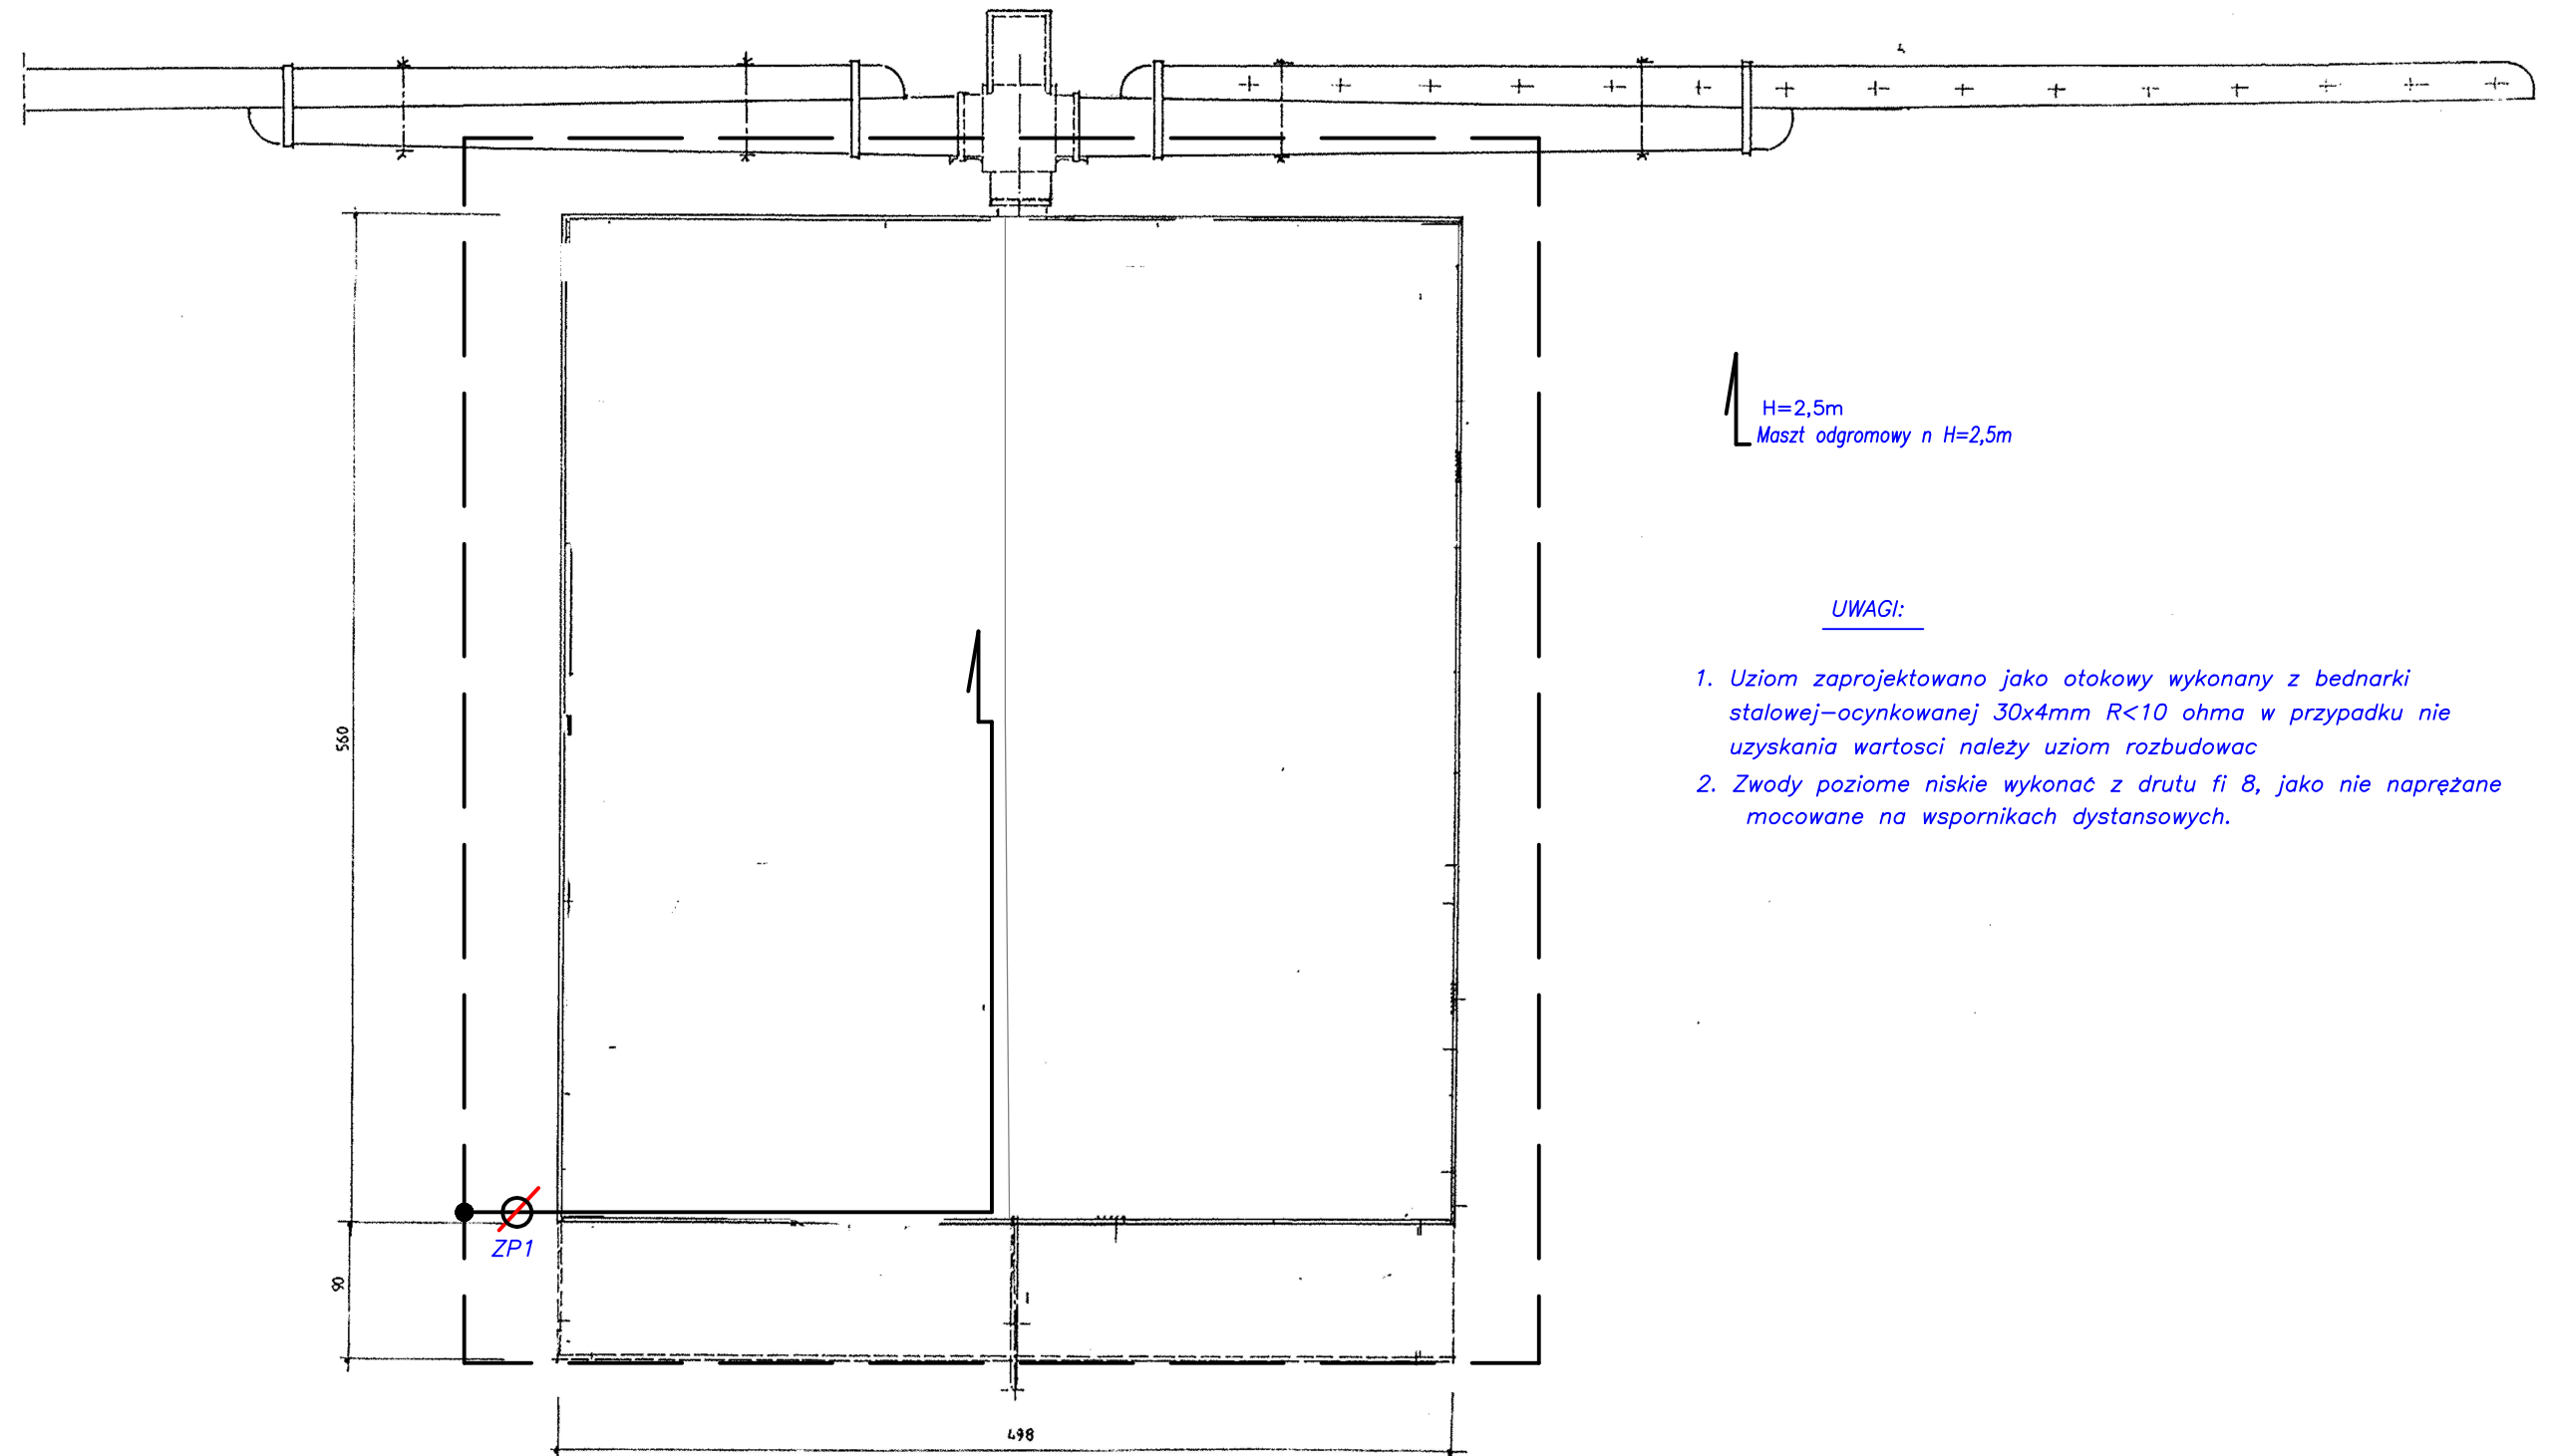 H=2,5m
Maszt odgromowy n H=2,5m
UWAGI:
1. Uziom zaprojektowano jako otokowy wykonany z bednarki
stalowej-ocynkowanej 30x4mm R<10 ohma w przypadku nie
uzyskania wartosci należy uziom rozbudowac
2. Zwody poziome niskie wykonać z drutu fi 8, jako nie naprężane
mocowane na wspornikach dystansowych.
560
ZP1
90
498